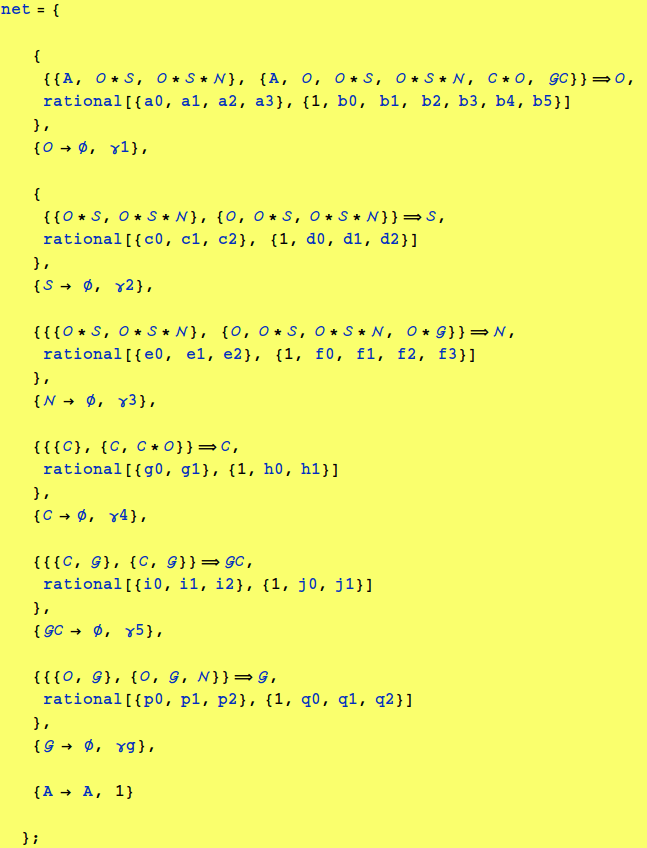 net = {
{
{{A, O * S, O * S * N}, {A, O, O * S, O * S * N, C * O, GC}} ⟹ O,
rational[{a0, a1, a2, a3}, {1, b0, b1, b2, b3, b4, b5}]
},
{O → ∅, γ1},
{
{{O * S, O * S * N}, {O, O * S, O * S * N}} ⟹ S,
rational[{c0, c1, c2}, {1, d0, d1, d2}]
},
{S → ∅, γ2},
{{{O * S, O * S * N}, {O, O * S, O * S * N, O * G}} ⟹ N,
rational[{e0, e1, e2}, {1, f0, f1, f2, f3}]
},
{N → ∅, γ3},
{{{C}, {C, C * O}} ⟹ C,
rational[{g0, g1}, {1, h0, h1}]
},
{C → ∅, γ4},
{{{C, G}, {C, G}} ⟹ GC,
rational[{i0, i1, i2}, {1, j0, j1}]
},
{GC → ∅, γ5},
{{{O, G}, {O, G, N}} ⟹ G,
rational[{p0, p1, p2}, {1, q0, q1, q2}]
},
{G → ∅, γg},
{A → A, 1}
};